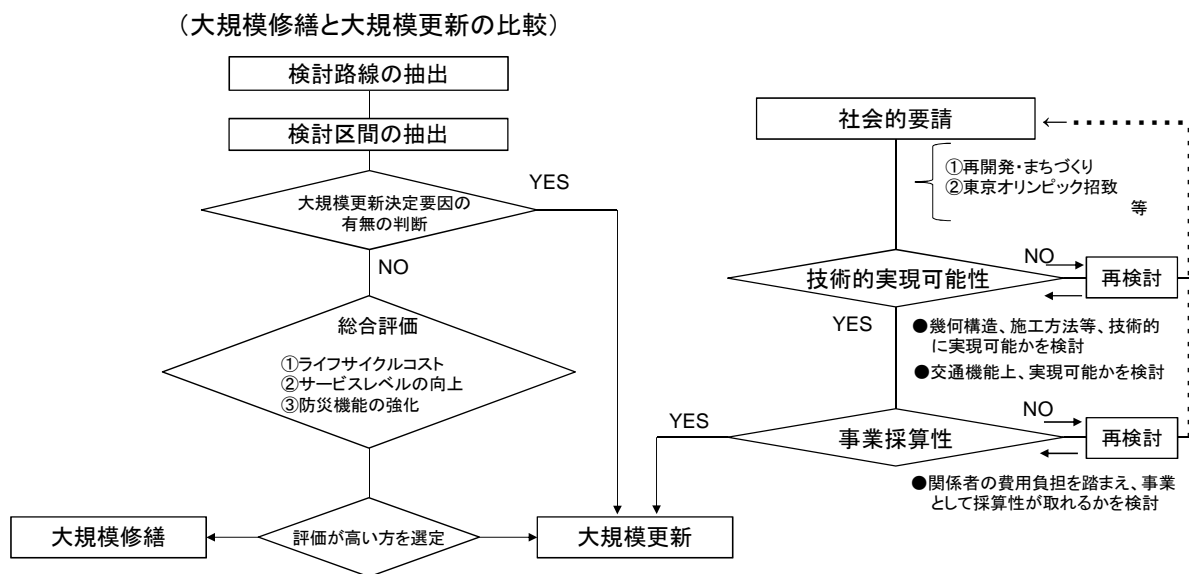 （大規模修繕と大規模更新の比較）
検討路線の抽出
検討区間の抽出
YES
大規模更新決定要因の
有無の判断
NO
総合評価
①ライフサイクルコスト
②サービスレベルの向上
③防災機能の強化
評価が高い方を選定
大規模修繕
大規模更新
社会的要請
①再開発・まちづくり
②東京オリンピック招致
等
技術的実現可能性
NO
再検討
YES
●幾何構造、施工方法等、技術的
に実現可能かを検討
●交通機能上、実現可能かを検討
事業採算性
YES
NO
再検討
●関係者の費用負担を踏まえ、事業
として採算性が取れるかを検討